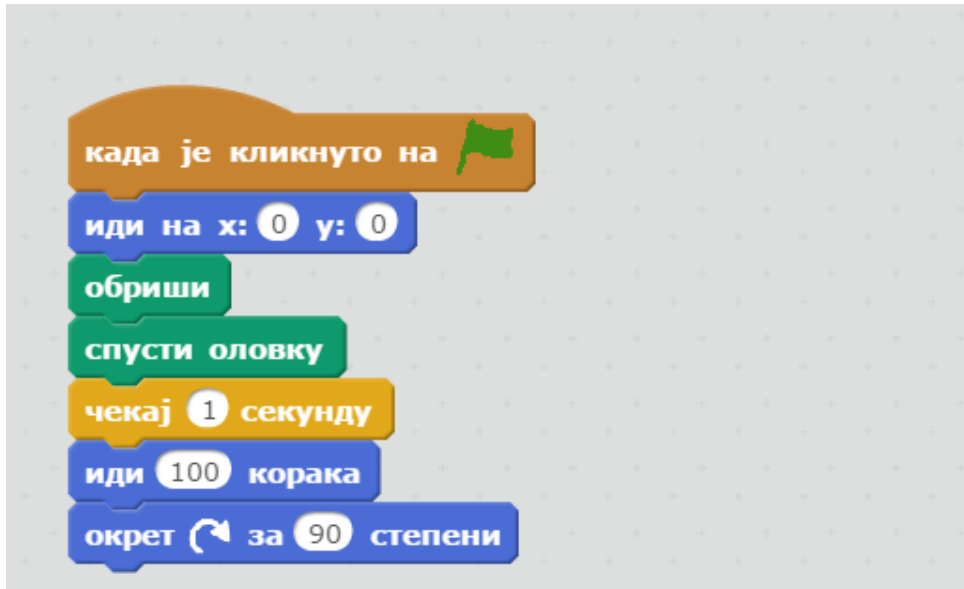 када је кликнуто на
иди на x: 0 y: 0
обриши
спусти оловку
чекај 1 секунду
иди 100 корака
окрет за 90 степени